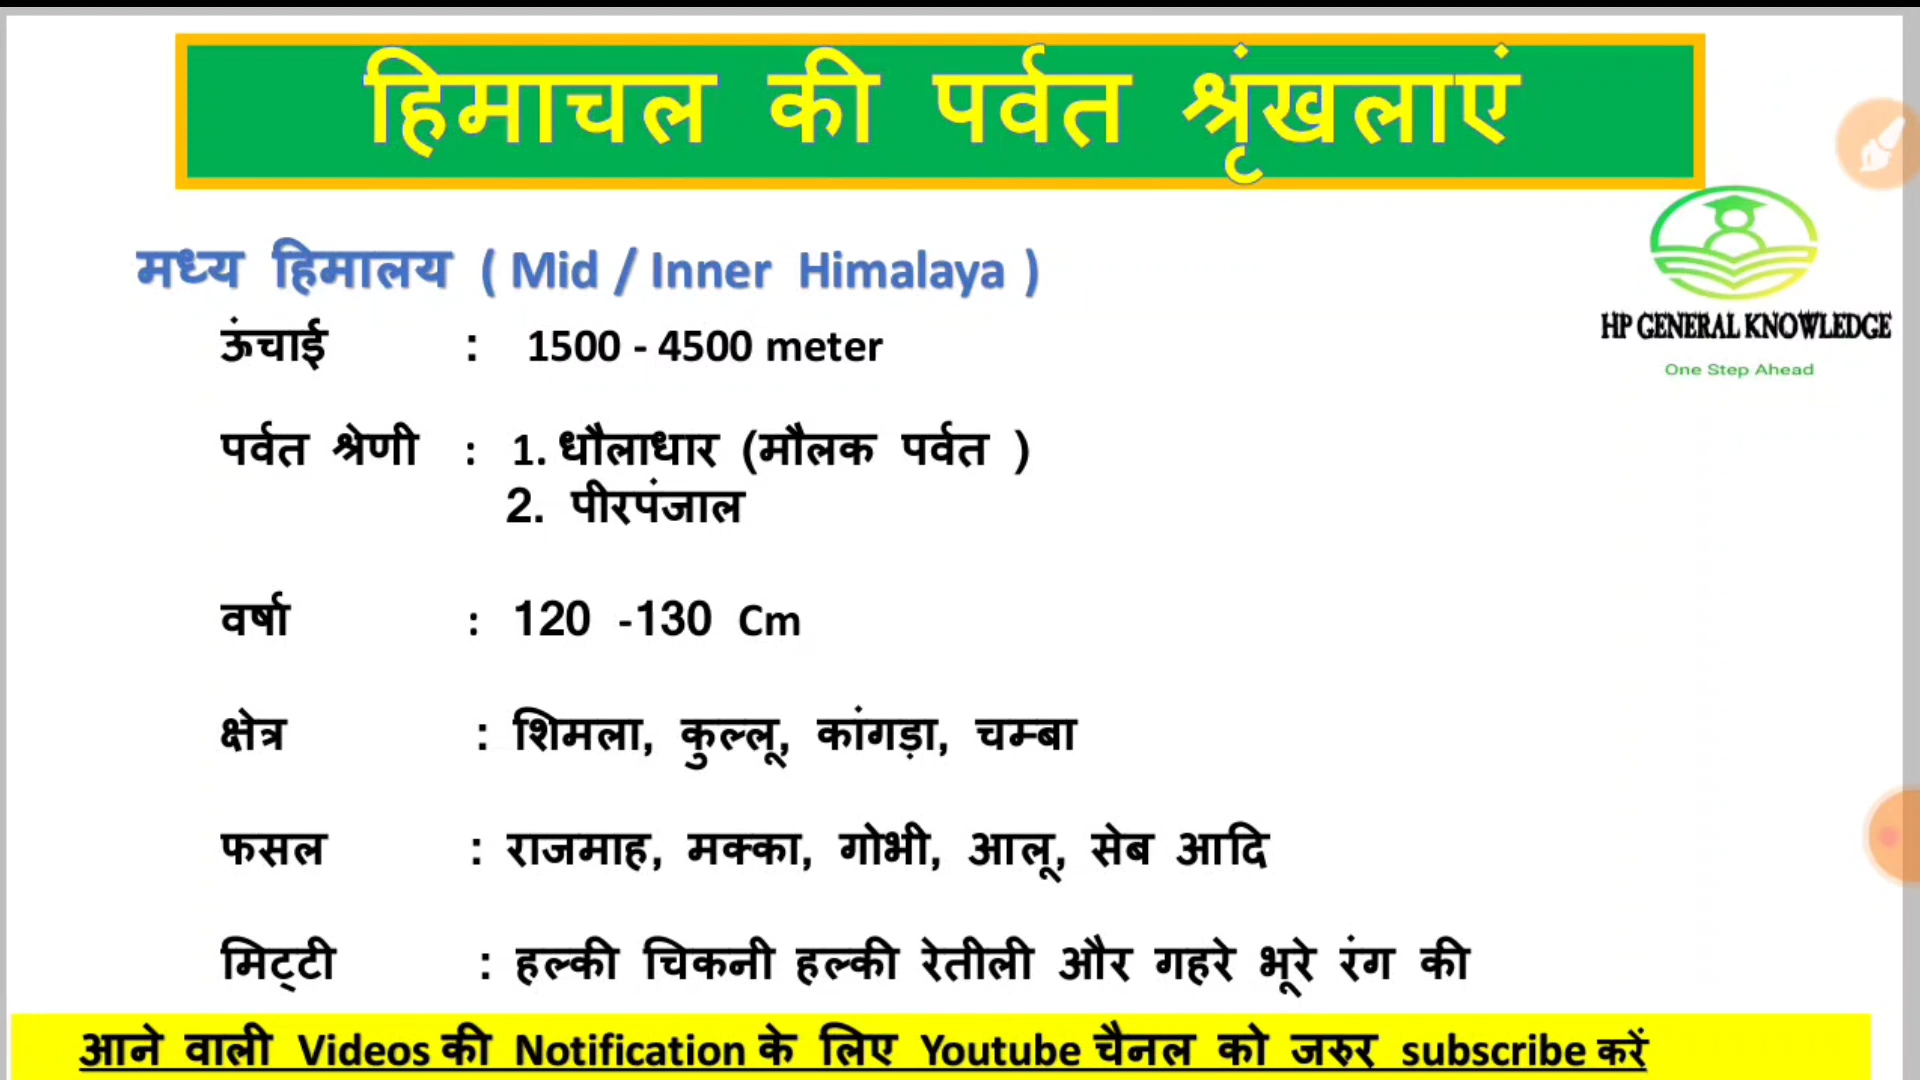 हिमाचल की पर्वत श्रृंखलाएं
मध्य हिमालय ( Mid / Inner Himalaya )
HP GENERAL KNOWLEDGE
One Step Ahead
ऊंचाई : 1500 - 4500 meter
पर्वत श्रेणी : 1. धौलाधार (मौलक पर्वत )
2. पीरपंजाल
वर्षा : 120 -130 Cm
क्षेत्र : शिमला, कुल्लू, कांगड़ा, चम्बा
फसल : राजमाह, मक्का, गोभी, आलू, सेब आदि
मिट्टी : हल्की चिकनी हल्की रेतीली और गहरे भूरे रंग की
आने वाली Videos की Notification के लिए Youtube चैनल को जरुर subscribe करें